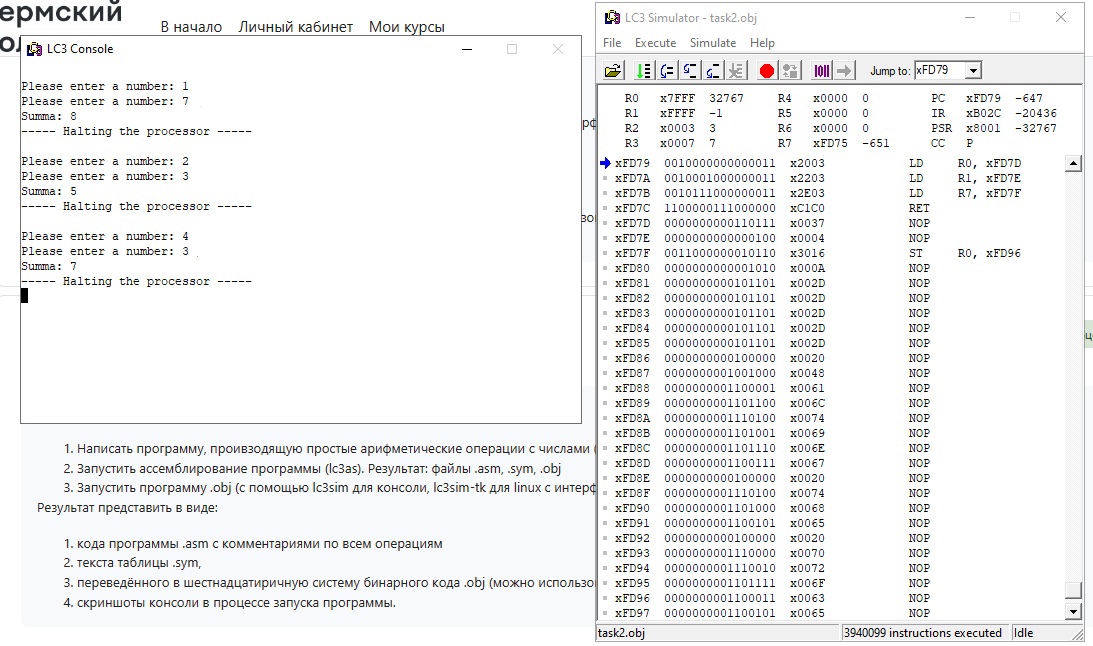 ермский
В начало Личный кабинет Мои курсы
LC3 Console
Please enter a number: 1
Please enter a number: 7
Summa: 8
----- Halting the processor -----
Please enter a number: 2
Please enter a number: 3
Summa: 5
----- Halting the processor -----
Please enter a number: 4
Please enter a number: 3
Summa: 7
----- Halting the processor -----
1. Написать программу, произвзодящую простые арифметические операции с числами (
2. Запустить ассемблирование программы (lc3as). Результат: файлы .asm, .sym, .obj
3. Запустить программу .obj (с помощью lc3sim для консоли, lc3sim-tk для linux с интерф
Результат представить в виде:
1. кода программы .asm с комментариями по всем операциям
2. текста таблицы .sym,
3. переведённого в шестнадцатиричную систему бинарного кода .obj (можно использо
4. скриншоты консоли в процессе запуска программы.
LC3 Simulator - task2.obj
File Execute Simulate Help
Jump to: xFD79
R0 x7FFF 32767 R4 x0000 0 PC xFD79 -647
R1 xFFFF -1 R5 x0000 0 IR xB02C -20436
R2 x0003 3 R6 x0000 0 PSR x8001 -32767
R3 x0007 7 R7 xFD75 -651 CC P
xFD79 0010000000000011 x2003 LD R0, xFD7D
xFD7A 0010001000000011 x2203 LD R1, xFD7E
xFD7B 0010111000000011 x2E03 LD R7, xFD7F
xFD7C 1100000111000000 xC1C0 RET
xFD7D 0000000000110111 x0037 NOP
xFD7E 0000000000000100 x0004 NOP
xFD7F 0011000000010110 x3016 ST R0, xFD96
xFD80 0000000000001010 x000A NOP
xFD81 0000000000101101 x002D NOP
xFD82 0000000000101101 x002D NOP
xFD83 0000000000101101 x002D NOP
xFD84 0000000000101101 x002D NOP
xFD85 0000000000101101 x002D NOP
xFD86 0000000000100000 x0020 NOP
xFD87 0000000001001000 x0048 NOP
xFD88 0000000001100001 x0061 NOP
xFD89 0000000001101100 x006C NOP
xFD8A 0000000001110100 x0074 NOP
xFD8B 0000000001101001 x0069 NOP
xFD8C 0000000001101110 x006E NOP
xFD8D 0000000001100111 x0067 NOP
xFD8E 0000000000100000 x0020 NOP
xFD8F 0000000001110100 x0074 NOP
xFD90 0000000001101000 x0068 NOP
xFD91 0000000001100101 x0065 NOP
xFD92 0000000000100000 x0020 NOP
xFD93 0000000001110000 x0070 NOP
xFD94 0000000001110010 x0072 NOP
xFD95 0000000001101111 x006F NOP
xFD96 0000000001100011 x0063 NOP
xFD97 0000000001100101 x0065 NOP
task2.obj 3940099 instructions executed Idle